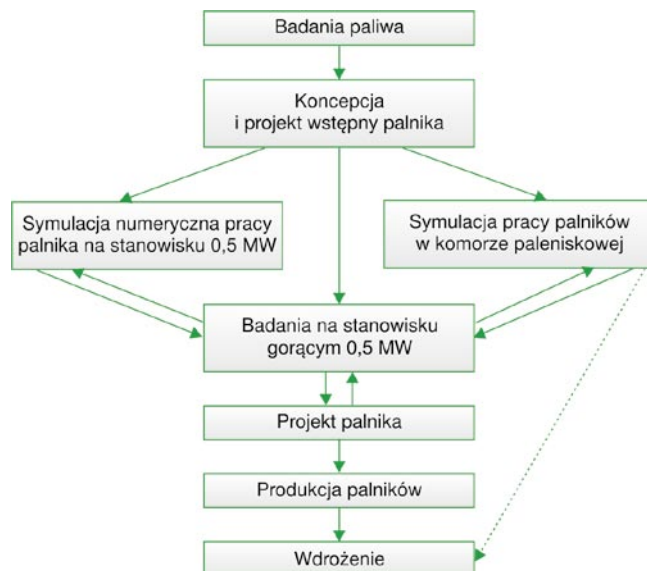 Badania paliwa
Koncepcja
i projekt wstępny palnika
Symulacja numeryczna pracy
palnika na stanowisku 0,5 MW
Symulacja pracy palników
w komorze paleniskowej
Badania na stanowisku
gorącym 0,5 MW
Projekt palnika
Produkcja palników
Wdrożenie